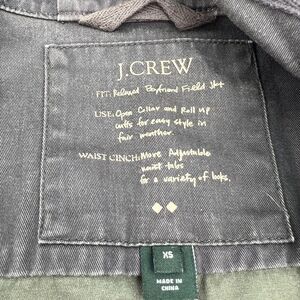 J.CREW
FIT: Relaxed Boyfriend Field Jkt
USE: Open Collar and Roll up
cuffs for easy style in
fair weather.
WAIST CINCH: More Adjustable
waist tabs
for a variety of looks.
XS
MADE IN
CHINA